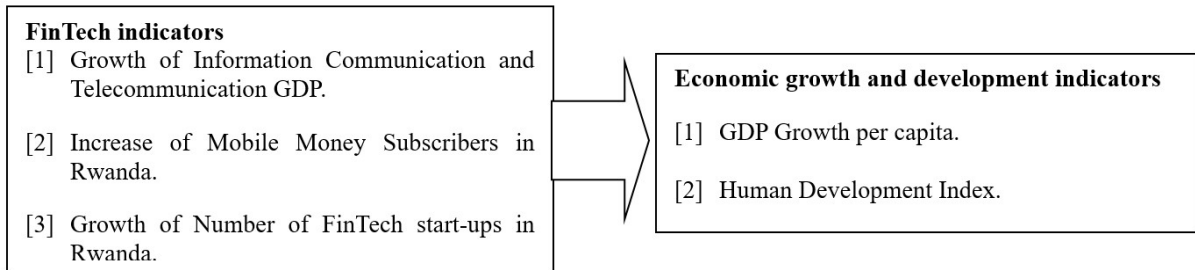 FinTech indicators
[1] Growth of Information Communication and
Telecommunication GDP.
[2] Increase of Mobile Money Subscribers in
Rwanda.
[3] Growth of Number of FinTech start-ups in
Rwanda.
Economic growth and development indicators
[1] GDP Growth per capita.
[2] Human Development Index.